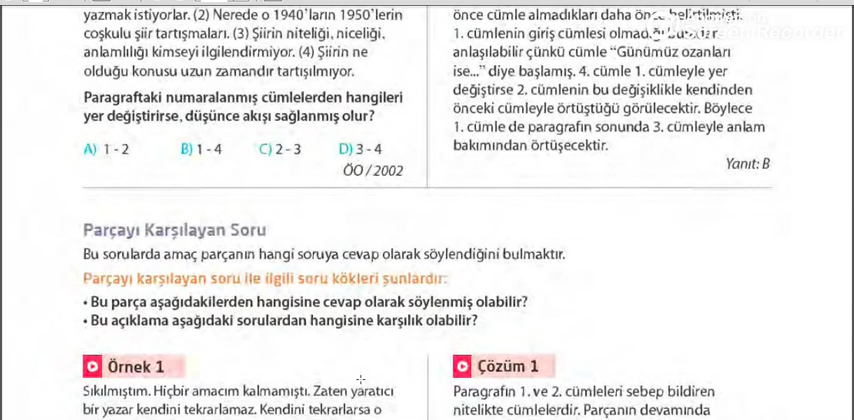 yazmak istiyorlar. (2) Nerede o 1940'ların 1950'lerin
coşkulu şiir tartışmaları. (3) Şiirin niteliği, niceliği,
anlamlılığı kimseyi ilgilendirmiyor. (4) Şiirin ne
olduğu konusu uzun zamandır tartışılmıyor.
Paragraftaki numaralanmış cümlelerden hangileri
yer değiştirirse, düşünce akışı sağlanmış olur?
A) 1 - 2 B) 1 - 4 C) 2 - 3 D) 3 - 4
ÖO / 2002
önce cümle almadıkları daha önce belirtilmişti.
1. cümlenin giriş cümlesi olmadığı
anlaşılabilir çünkü cümle "Günümüz ozanları
ise..." diye başlamış. 4. cümle 1. cümleyle yer
değiştirse 2. cümlenin bu değişiklikle kendinden
önceki cümleyle örtüştüğü görülecektir. Böylece
1. cümle de paragrafın sonunda 3. cümleyle anlam
bakımından örtüşecektir.
Yanıt: B
Screen Recorder
Parçayı Karşılayan Soru
Bu sorularda amaç parçanın hangi soruya cevap olarak söylendiğini bulmaktır.
Parçayı karşılayan soru ile ilgili soru kökleri şunlardır:
• Bu parça aşağıdakilerden hangisine cevap olarak söylenmiş olabilir?
• Bu açıklama aşağıdaki sorulardan hangisine karşılık olabilir?
Örnek 1
Sıkılmıştım. Hiçbir amacım kalmamıştı. Zaten yaratıcı
bir yazar kendini tekrarlamaz. Kendini tekrarlarsa o
Çözüm 1
Paragrafın 1. ve 2. cümleleri sebep bildiren
nitelikte cümlelerdir. Parçanın devamında